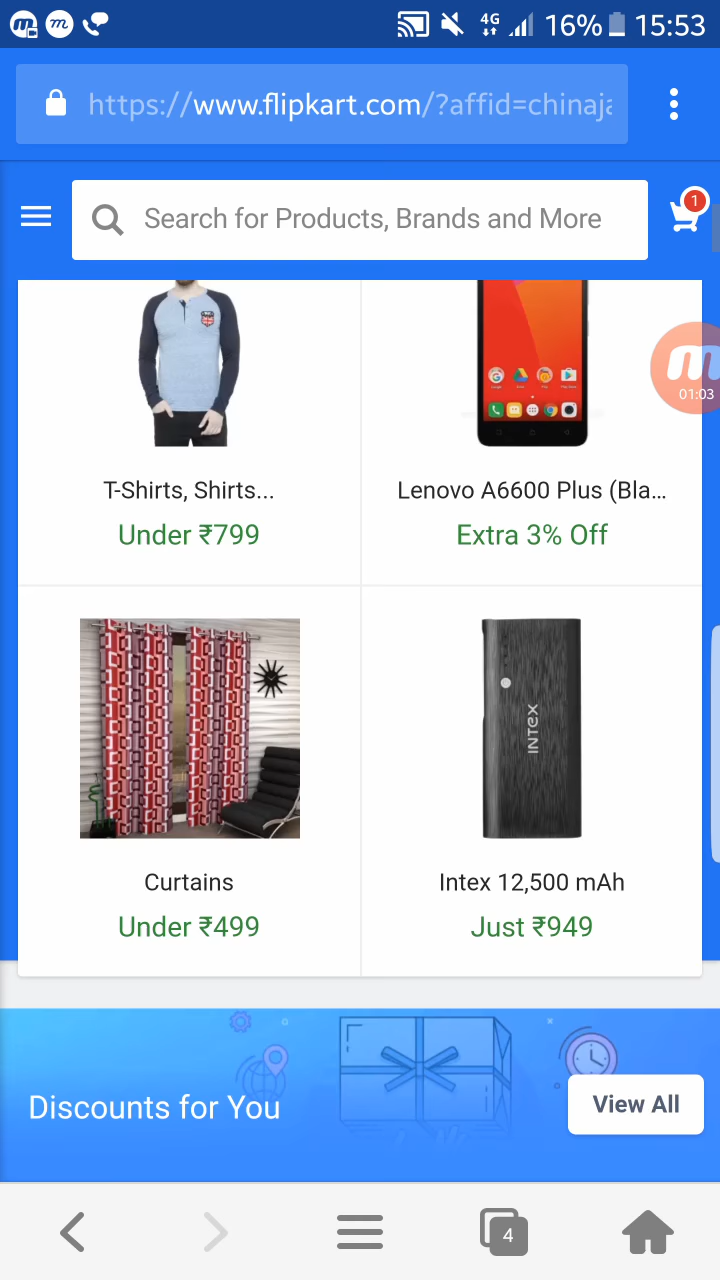 4G
16%
15:53
https://www.flipkart.com/?affid=chinaja
Search for Products, Brands and More
1
01:03
T-Shirts, Shirts...
Under ₹799
Lenovo A6600 Plus (Bla...
Extra 3% Off
INTEX
Curtains
Under ₹499
Intex 12,500 mAh
Just ₹949
Discounts for You
View All
4